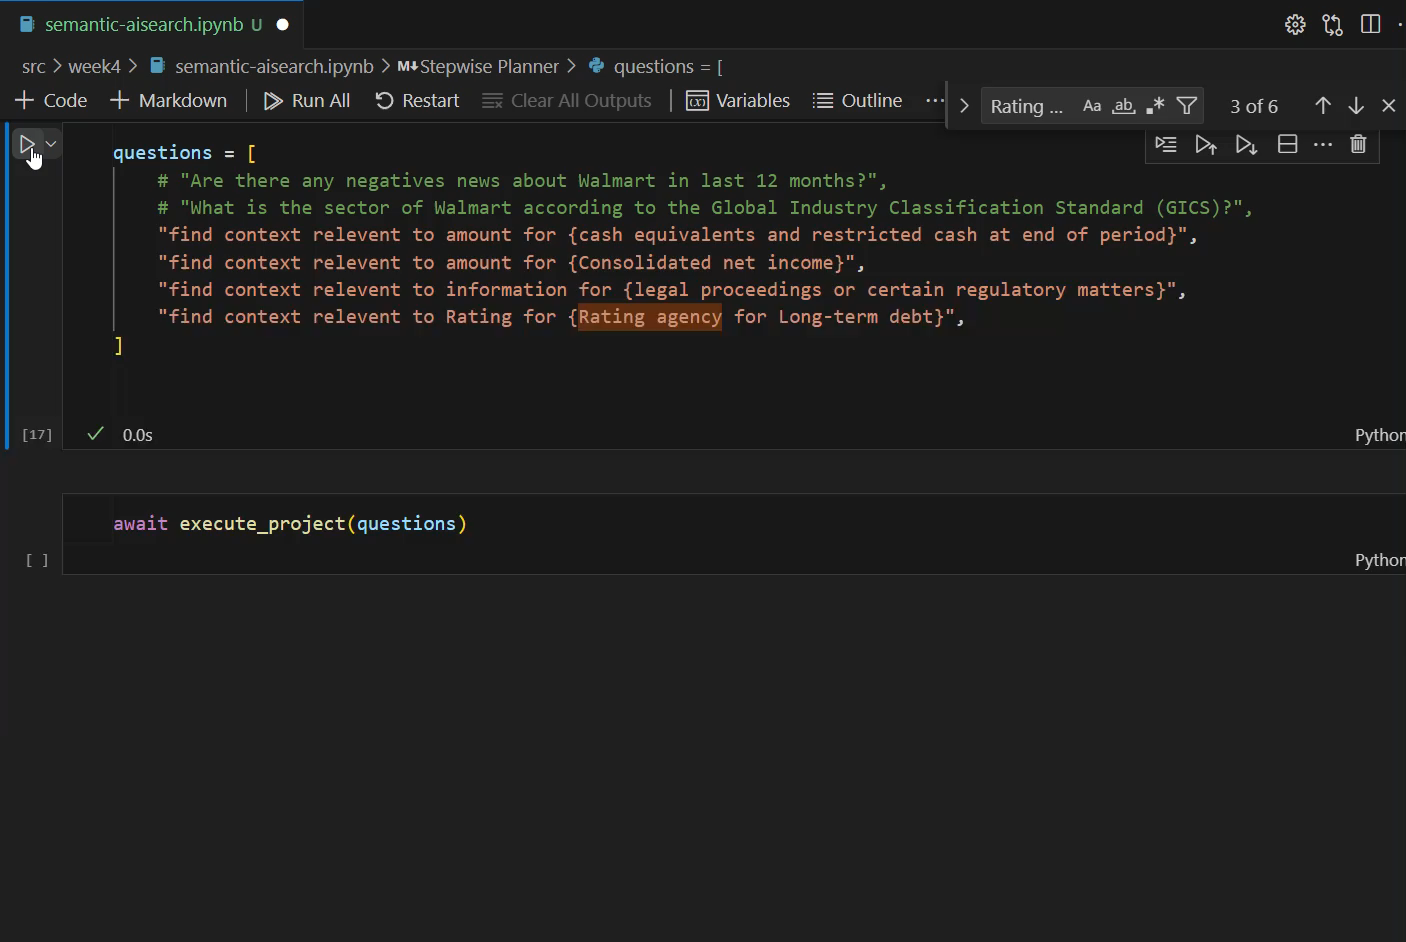 semantic-aisearch.ipynb U
src > week4 > semantic-aisearch.ipynb > M↓Stepwise Planner > questions = [
Code Markdown Run All Restart Clear All Outputs Variables Outline ...
Rating ... Aa ab 3 of 6
questions = [
# "Are there any negatives news about Walmart in last 12 months?",
# "What is the sector of Walmart according to the Global Industry Classification Standard (GICS)?",
"find context relevent to amount for {cash equivalents and restricted cash at end of period}",
"find context relevent to amount for {Consolidated net income}",
"find context relevent to information for {legal proceedings or certain regulatory matters}",
"find context relevent to Rating for {Rating agency for Long-term debt}",
]
[17] 0.0s Python
await execute_project(questions)
[ ] Python